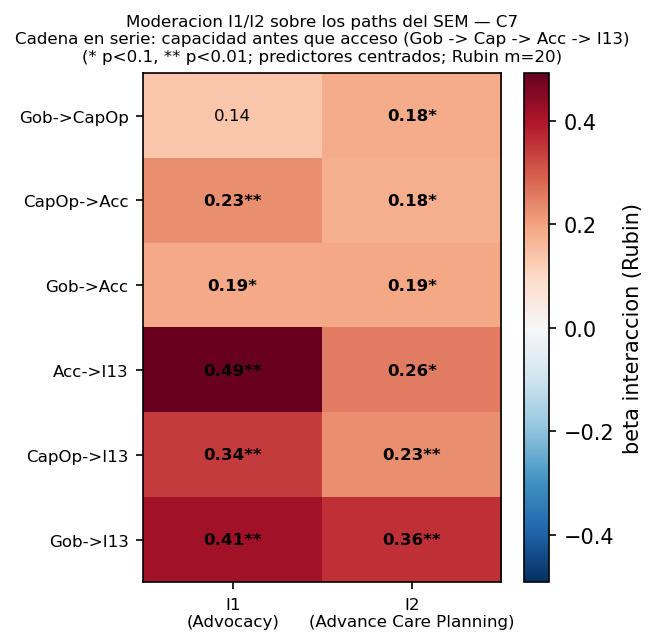 Moderacion I1/I2 sobre los paths del SEM — C7
Cadena en serie: capacidad antes que acceso (Gob -> Cap -> Acc -> I13)
(* p<0.1, ** p<0.01; predictores centrados; Rubin m=20)
Gob->CapOp 0.14 0.18*
CapOp->Acc 0.23** 0.18*
Gob->Acc 0.19* 0.19*
Acc->I13 0.49** 0.26*
CapOp->I13 0.34** 0.23**
Gob->I13 0.41** 0.36**
I1 I2
(Advocacy) (Advance Care Planning)
0.4
0.2
0.0
−0.2
−0.4
beta interaccion (Rubin)